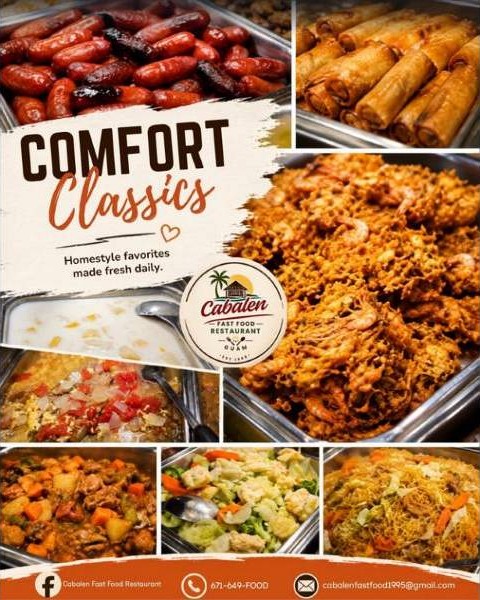 COMFORT
Classics
Homestyle favorites
made fresh daily.
Cabalen
FAST FOOD
RESTAURANT
GUAM
Cabalen Fast Food Restaurant
671-649-FOOD
cabalenfastfood1995@gmail.com